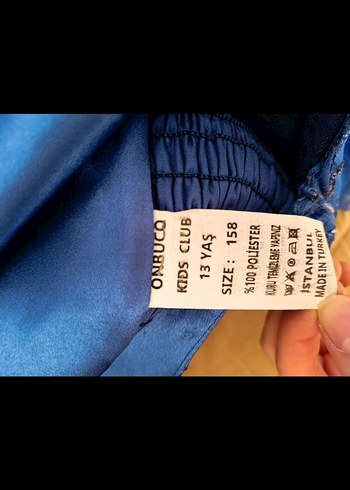 ONBUCO
KIDS CLUB
13 YAŞ
SIZE : 158
%100 POLİESTER
KURU TEMİZLEME YAPINIZ
İSTANBUL
MADE IN TURKEY